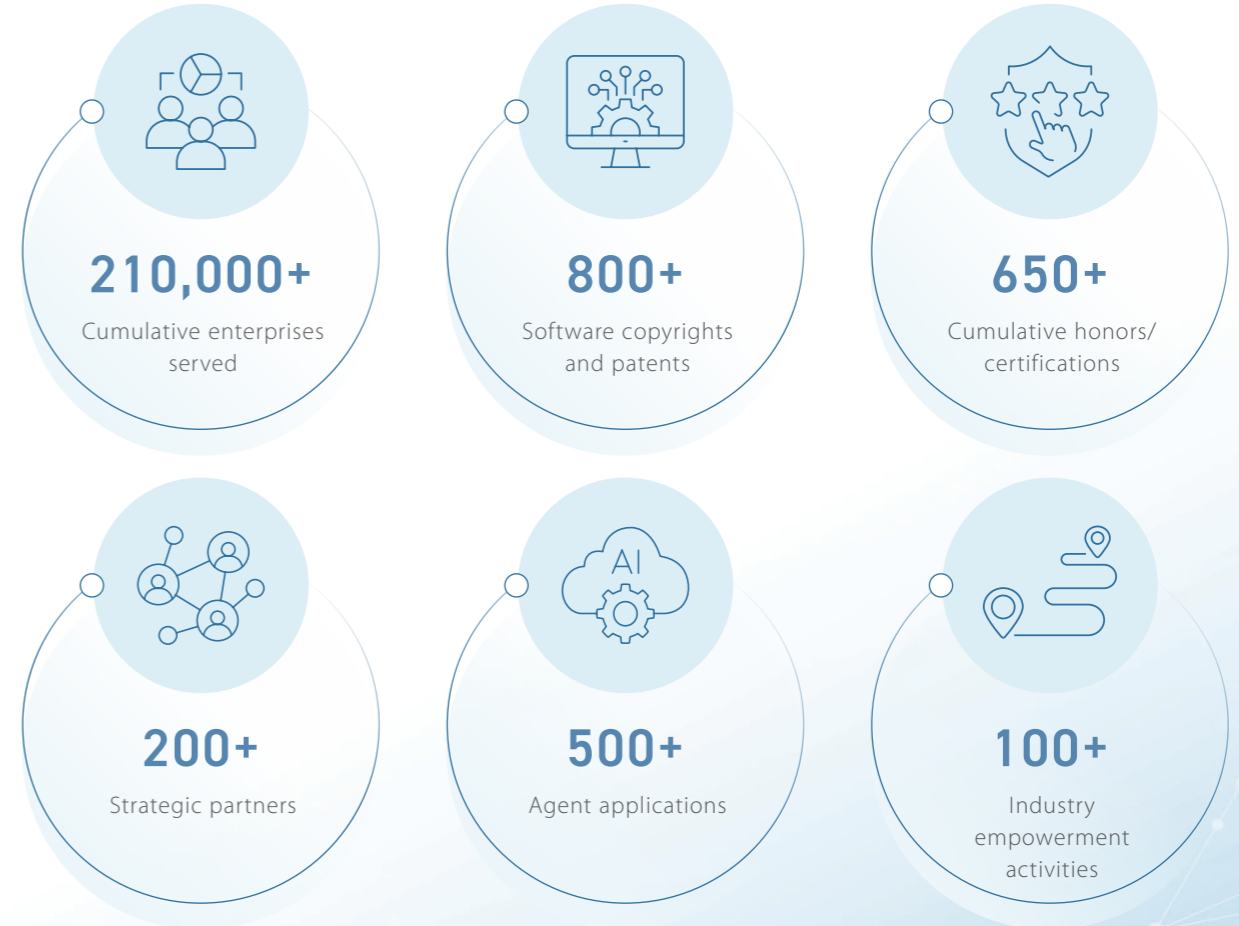 210,000+
Cumulative enterprises
served
800+
Software copyrights
and patents
650+
Cumulative honors/
certifications
200+
Strategic partners
AI
500+
Agent applications
100+
Industry
empowerment
activities